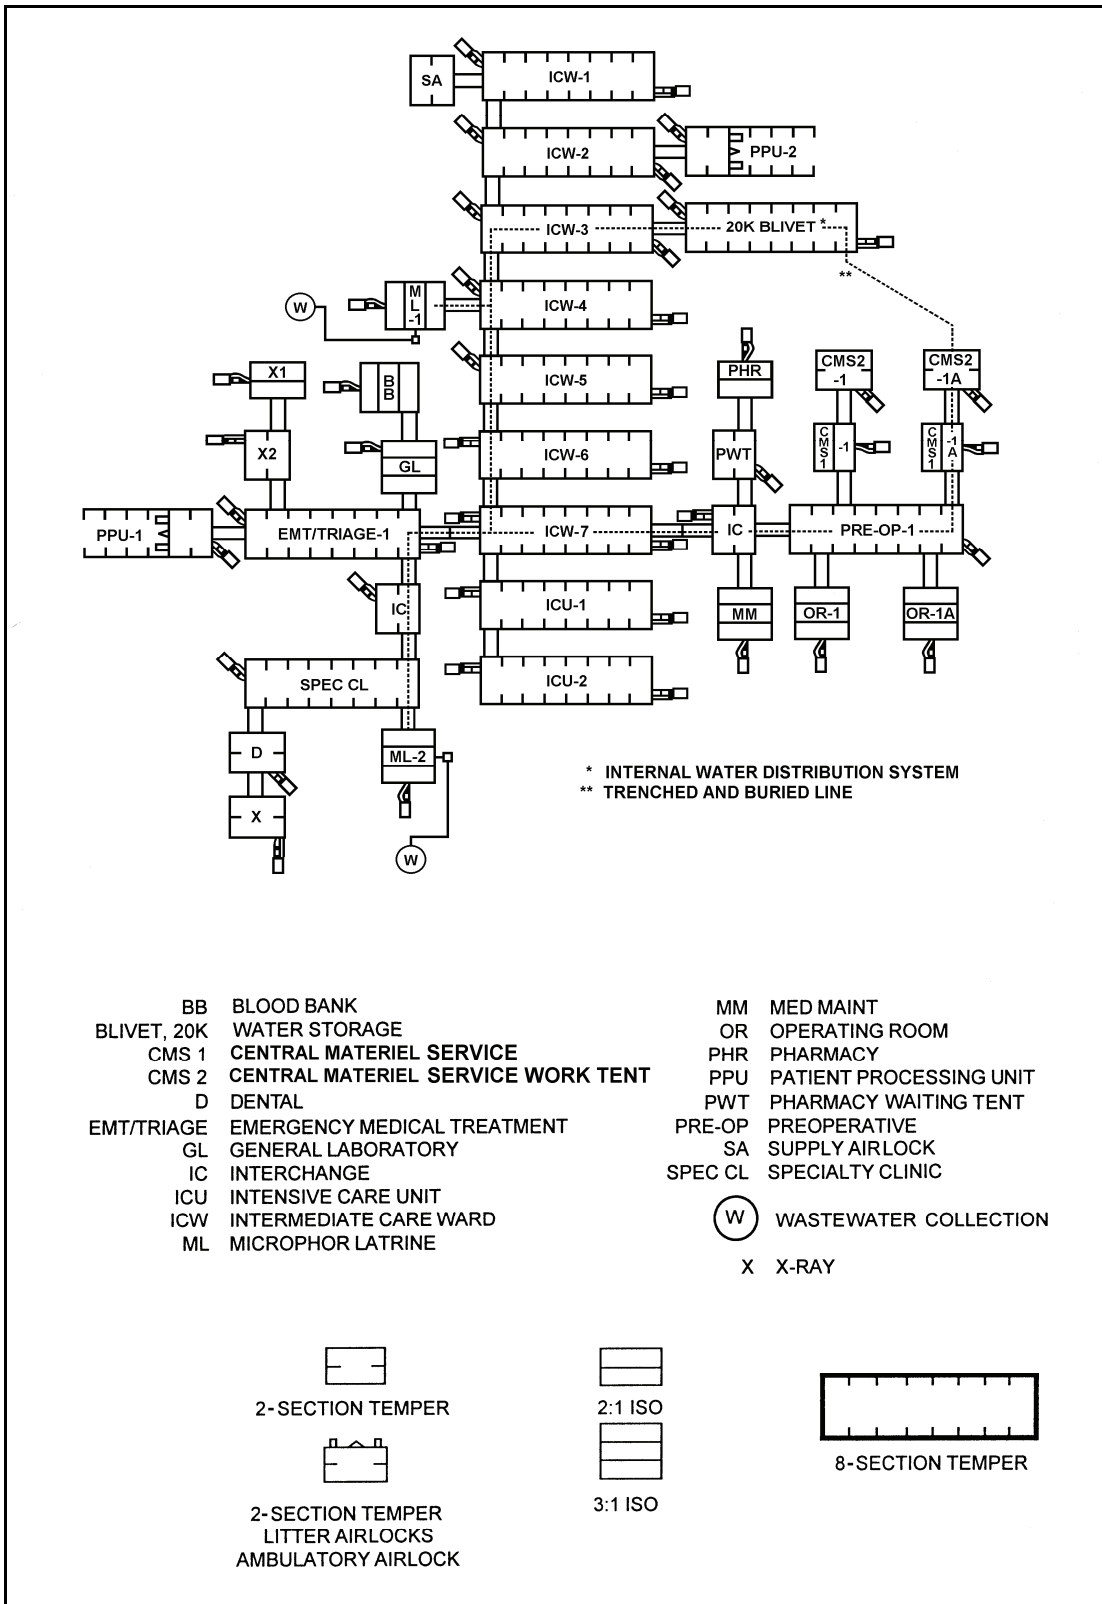 SA
ICW-1
ICW-2
PPU-2
ICW-3
20K BLIVET *
**
W
M
L
-1
ICW-4
X1
B
B
ICW-5
PHR
CMS2
-1
CMS2
-1A
X2
GL
ICW-6
PWT
C
M
S
1
-1
C
M
S
1
-1
A
PPU-1
EMT/TRIAGE-1
ICW-7
IC
PRE-OP-1
IC
ICU-1
MM
OR-1
OR-1A
SPEC CL
ICU-2
D
ML-2
X
W
* INTERNAL WATER DISTRIBUTION SYSTEM
** TRENCHED AND BURIED LINE
BB BLOOD BANK
BLIVET, 20K WATER STORAGE
CMS 1 CENTRAL MATERIEL SERVICE
CMS 2 CENTRAL MATERIEL SERVICE WORK TENT
D DENTAL
EMT/TRIAGE EMERGENCY MEDICAL TREATMENT
GL GENERAL LABORATORY
IC INTERCHANGE
ICU INTENSIVE CARE UNIT
ICW INTERMEDIATE CARE WARD
ML MICROPHOR LATRINE
MM MED MAINT
OR OPERATING ROOM
PHR PHARMACY
PPU PATIENT PROCESSING UNIT
PWT PHARMACY WAITING TENT
PRE-OP PREOPERATIVE
SA SUPPLY AIRLOCK
SPEC CL SPECIALTY CLINIC
W WASTEWATER COLLECTION
X X-RAY
2-SECTION TEMPER
2:1 ISO
8-SECTION TEMPER
2-SECTION TEMPER
LITTER AIRLOCKS
AMBULATORY AIRLOCK
3:1 ISO